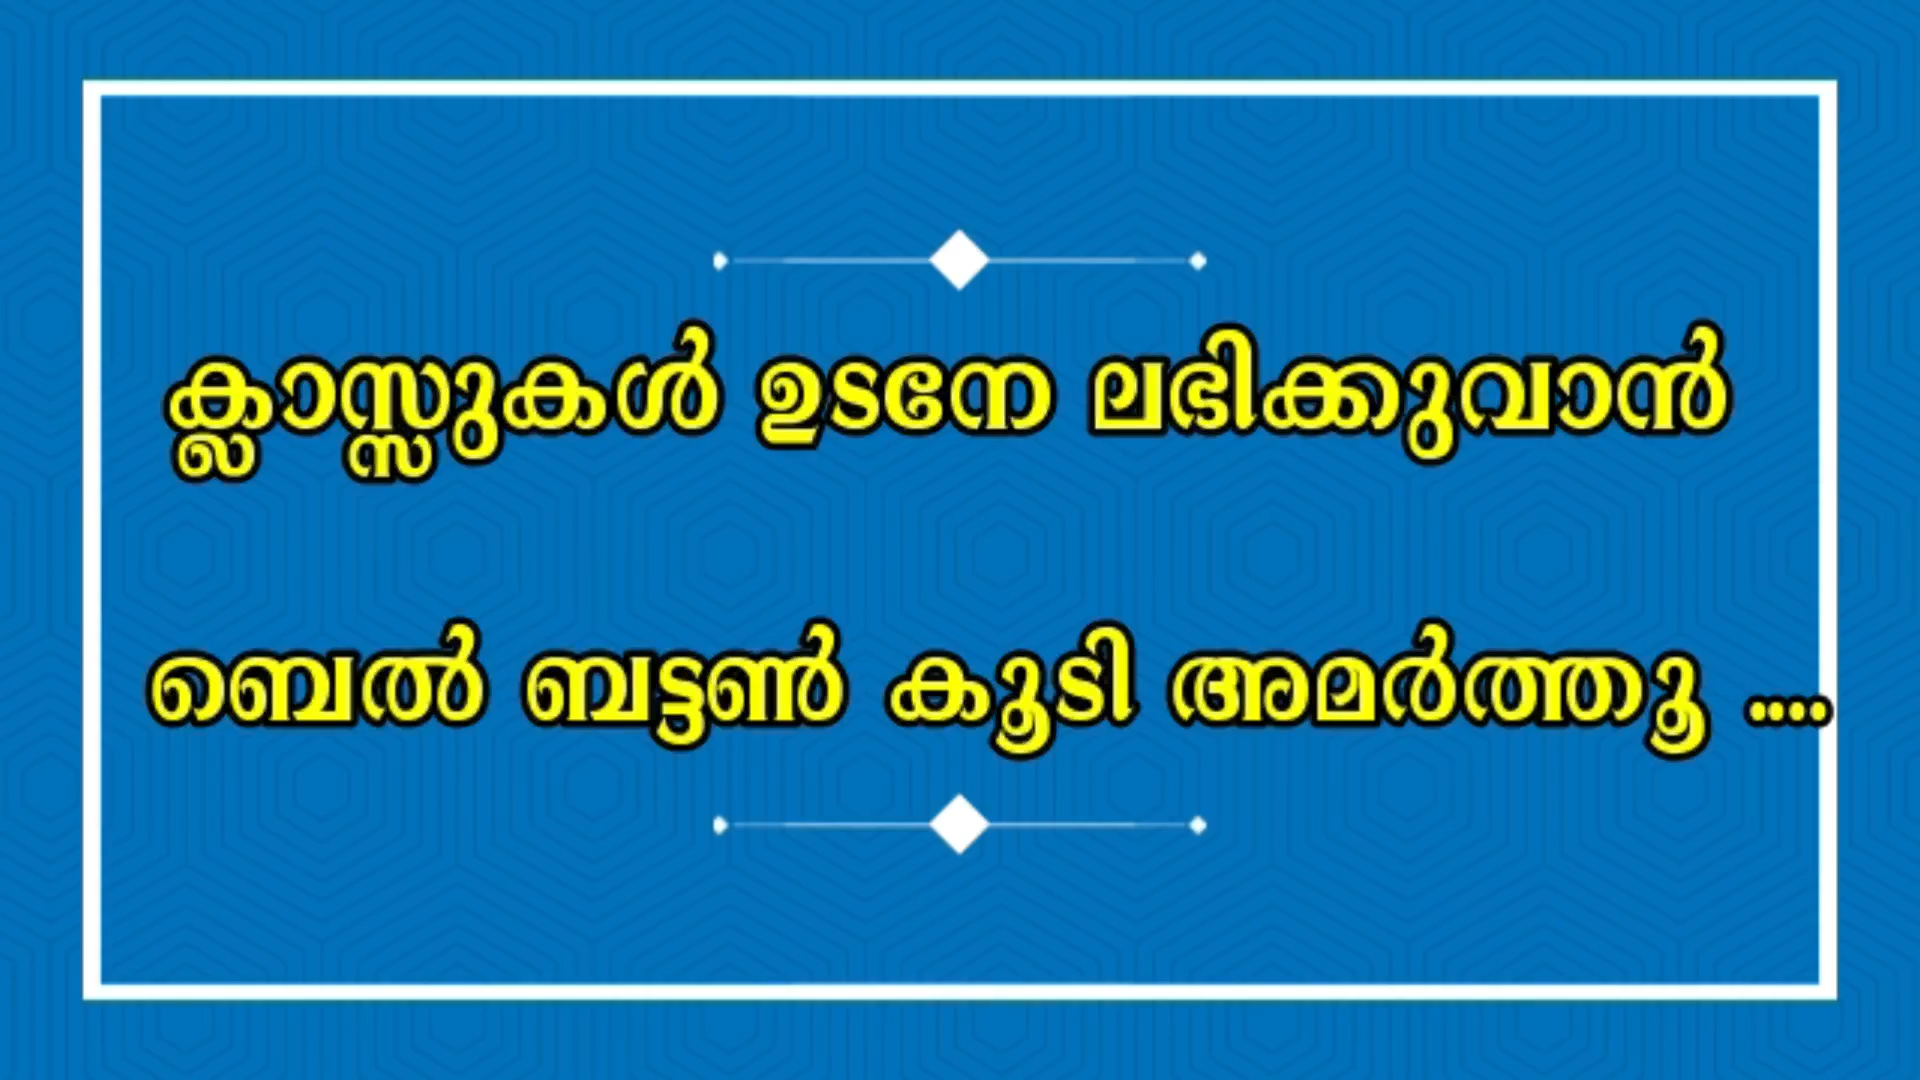 ക്ലാസ്സുകൾ ഉടനേ ലഭിക്കുവാൻ
ബെൽ ബട്ടൺ കൂടി അമർത്തൂ ....